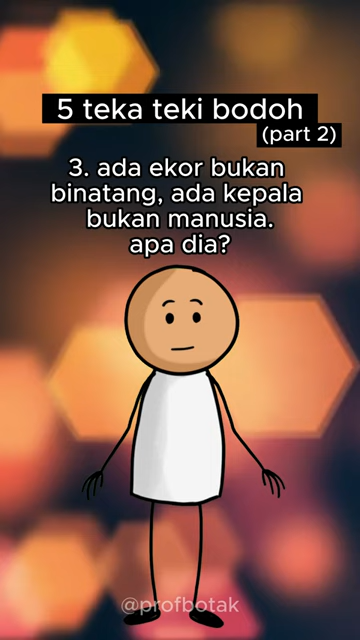 5 teka teki bodoh
(part 2)
3. ada ekor bukan
binatang, ada kepala
bukan manusia.
apa dia?
@profbotak